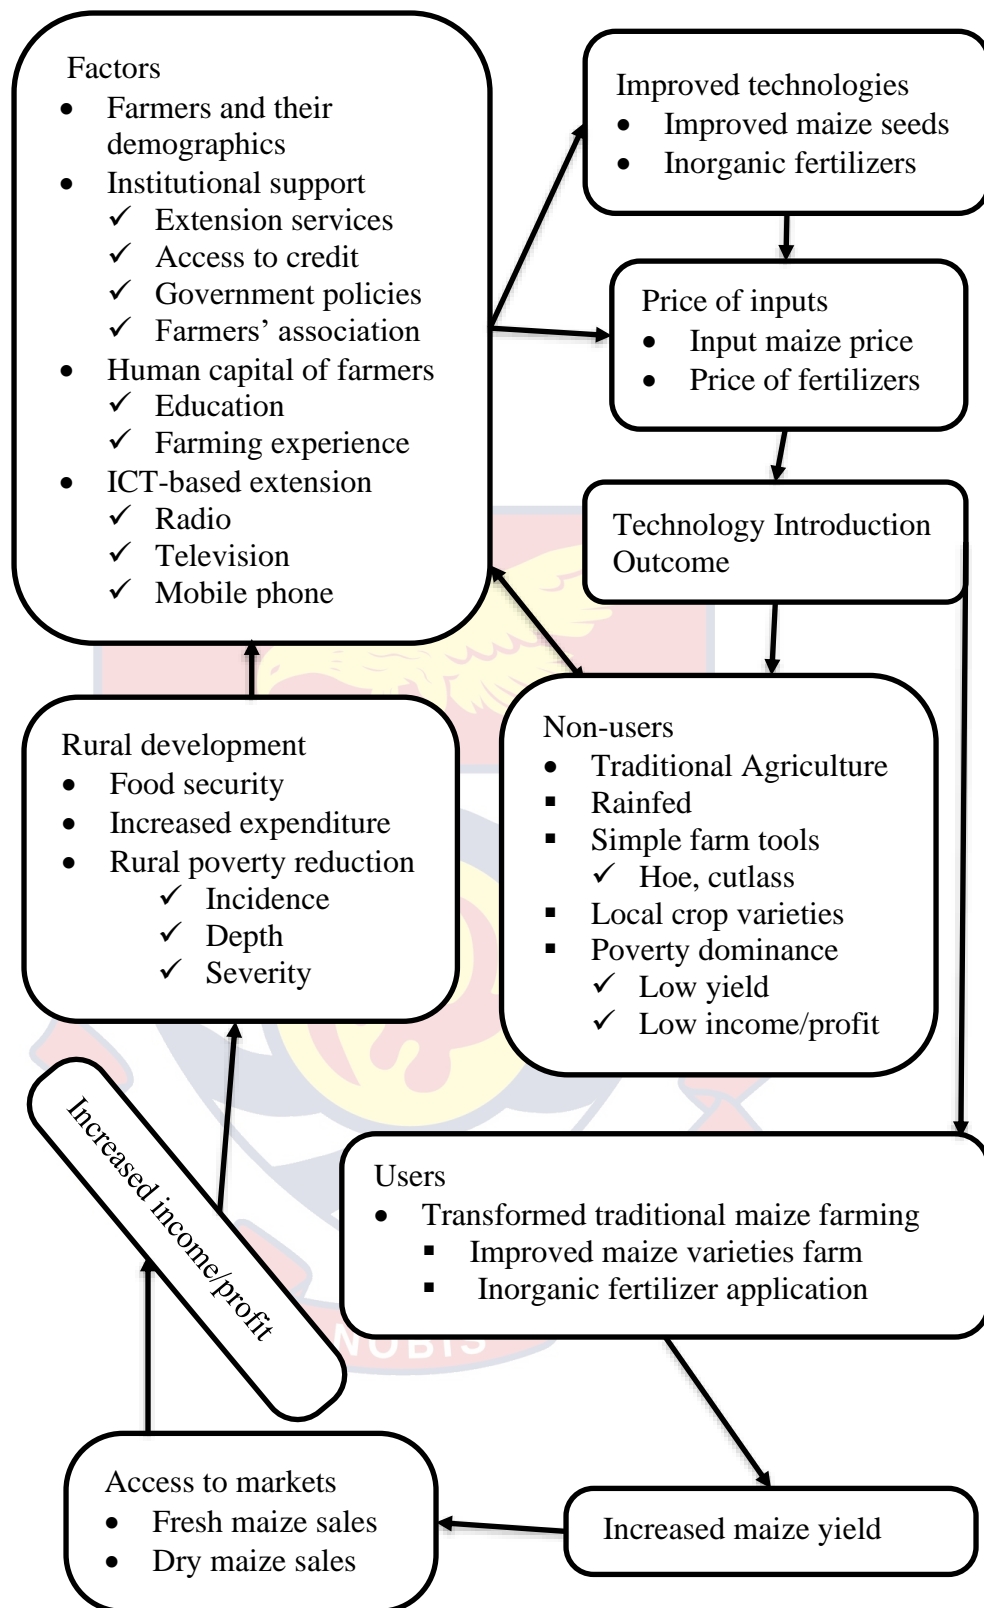 Factors
• Farmers and their
demographics
• Institutional support
✓ Extension services
✓ Access to credit
✓ Government policies
✓ Farmers’ association
• Human capital of farmers
✓ Education
✓ Farming experience
• ICT-based extension
✓ Radio
✓ Television
✓ Mobile phone
Improved technologies
• Improved maize seeds
• Inorganic fertilizers
Price of inputs
• Input maize price
• Price of fertilizers
Technology Introduction
Outcome
Rural development
• Food security
• Increased expenditure
• Rural poverty reduction
✓ Incidence
✓ Depth
✓ Severity
Non-users
• Traditional Agriculture
▪ Rainfed
▪ Simple farm tools
✓ Hoe, cutlass
▪ Local crop varieties
▪ Poverty dominance
✓ Low yield
✓ Low income/profit
Increased income/profit
Users
• Transformed traditional maize farming
▪ Improved maize varieties farm
▪ Inorganic fertilizer application
NOBIS
Access to markets
• Fresh maize sales
• Dry maize sales
Increased maize yield